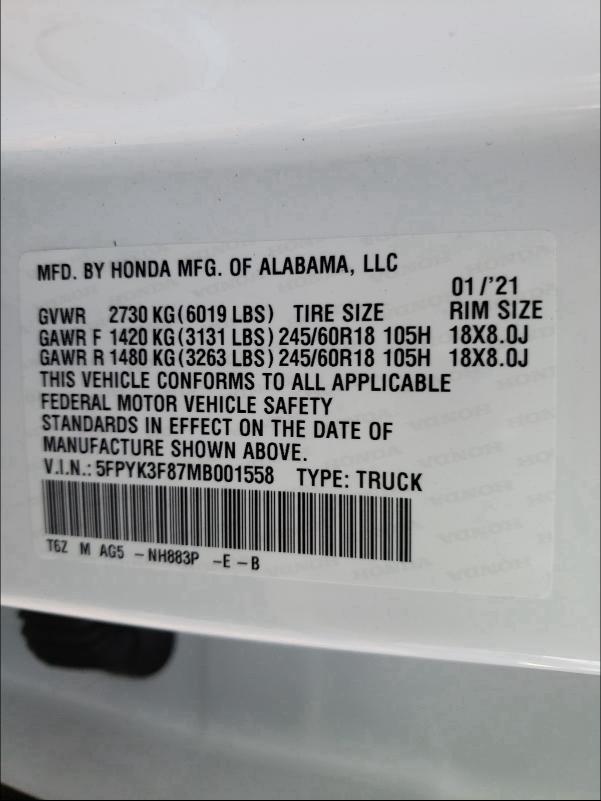 MFD. BY HONDA MFG. OF ALABAMA, LLC
01/'21
GVWR 2730 KG(6019 LBS) TIRE SIZE RIM SIZE
GAWR F 1420 KG(3131 LBS) 245/60R18 105H 18X8.0J
GAWR R 1480 KG(3263 LBS) 245/60R18 105H 18X8.0J
THIS VEHICLE CONFORMS TO ALL APPLICABLE
FEDERAL MOTOR VEHICLE SAFETY
STANDARDS IN EFFECT ON THE DATE OF
MANUFACTURE SHOWN ABOVE.
V.I.N.: 5FPYK3F87MB001558 TYPE: TRUCK
T6Z M AG5 -NH883P -E-B